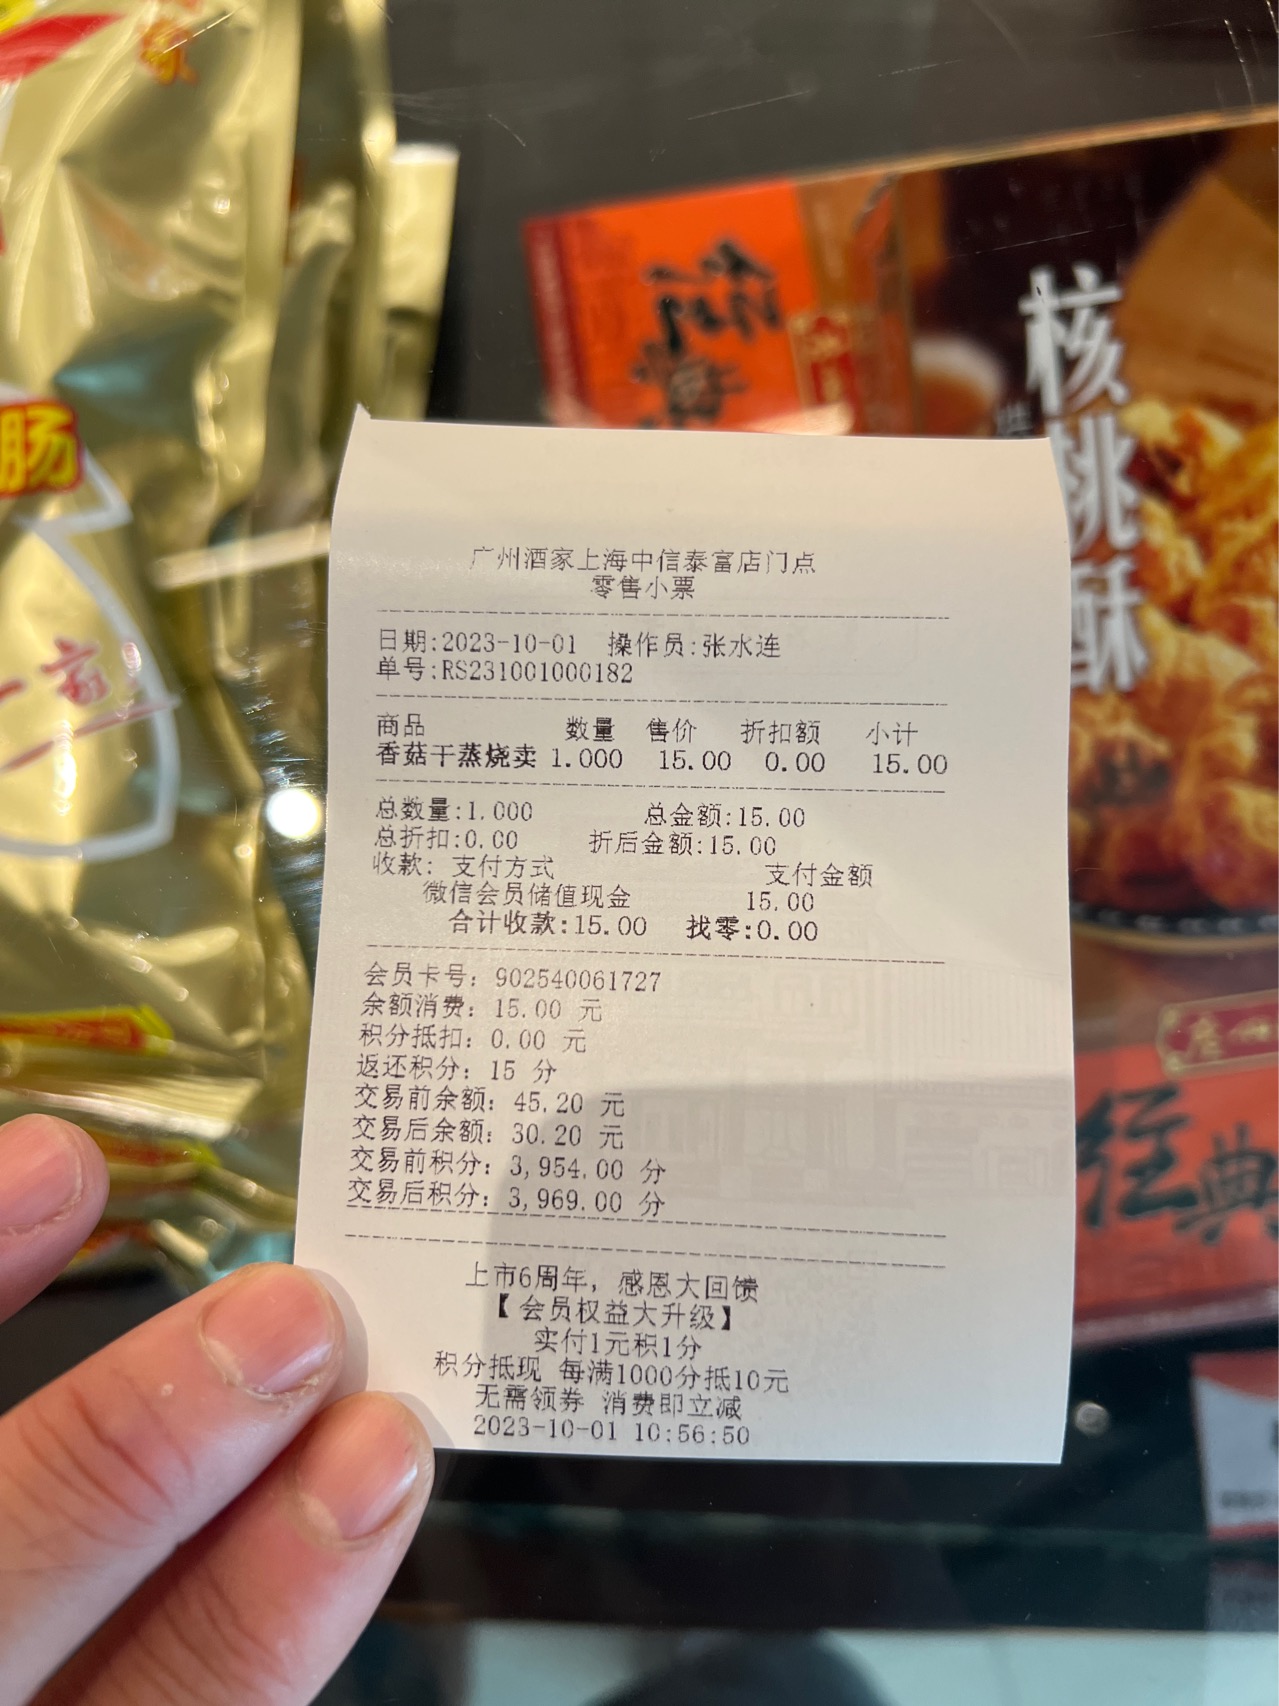 广州酒家上海中信泰富店门点
零售小票
日期:2023-10-01 操作员:张水连
单号:RS231001000182
商品 数量 售价 折扣额 小计
香菇干蒸烧卖 1.000 15.00 0.00 15.00
总数量:1.000 总金额:15.00
总折扣:0.00 折后金额:15.00
收款: 支付方式 支付金额
微信会员储值现金 15.00
合计收款:15.00 找零:0.00
会员卡号: 902540061727
余额消费: 15.00 元
积分抵扣: 0.00 元
返还积分: 15 分
交易前余额: 45.20 元
交易后余额: 30.20 元
交易前积分: 3,954.00 分
交易后积分: 3,969.00 分
上市6周年, 感恩大回馈
【会员权益大升级】
实付1元积1分
积分抵现 每满1000分抵10元
无需领券 消费即立减
2023-10-01 10:56:50
核桃酥
经典
肠
家